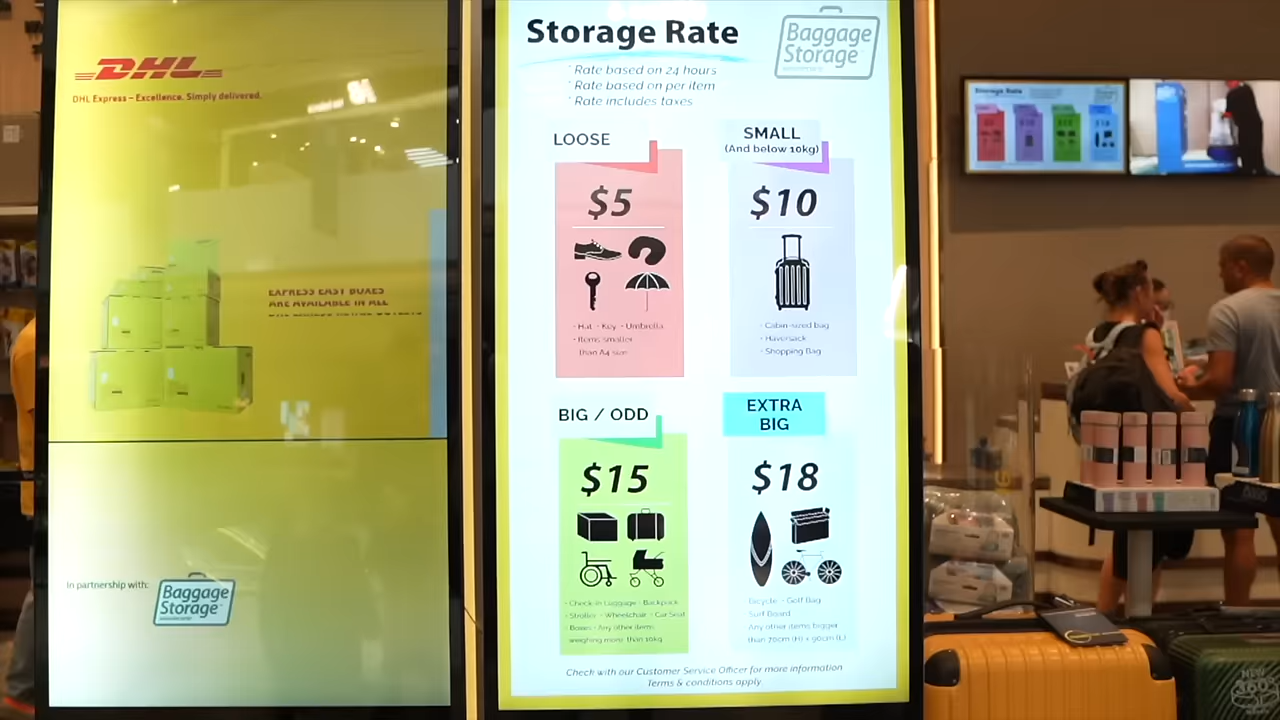 DHL
DHL Express – Excellence. Simply delivered.
EXPRESS EASY BOXES
ARE AVAILABLE IN ALL
In partnership with:
Baggage
Storage
Storage Rate
Baggage
Storage
* Rate based on 24 hours
* Rate based on per item
* Rate includes taxes
LOOSE
$5
- Hat - Key - Umbrella
- Items smaller
than A4 size
SMALL
(And below 10kg)
$10
- Cabin-sized bag
- Haversack
- Shopping Bag
BIG / ODD
$15
- Check-in Luggage - Backpack
- Stroller - Wheelchair - Car Seat
- Boxes - Any other items
weighing more than 10kg
EXTRA
BIG
$18
Bicycle - Golf Bag
Surf Board
Any other items bigger
than 70cm (H) + 90cm (L)
Check with our Customer Service Officer for more information
Terms & conditions apply.
Storage Rate
NEW
360°